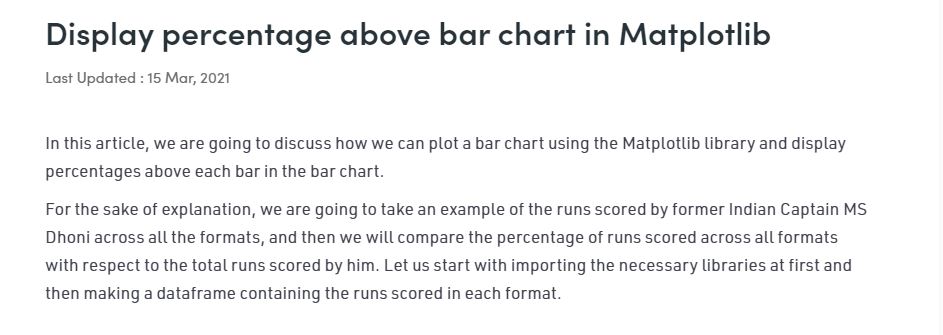 Display percentage above bar chart in Matplotlib
Last Updated : 15 Mar, 2021
In this article, we are going to discuss how we can plot a bar chart using the Matplotlib library and display
percentages above each bar in the bar chart.
For the sake of explanation, we are going to take an example of the runs scored by former Indian Captain MS
Dhoni across all the formats, and then we will compare the percentage of runs scored across all formats
with respect to the total runs scored by him. Let us start with importing the necessary libraries at first and
then making a dataframe containing the runs scored in each format.